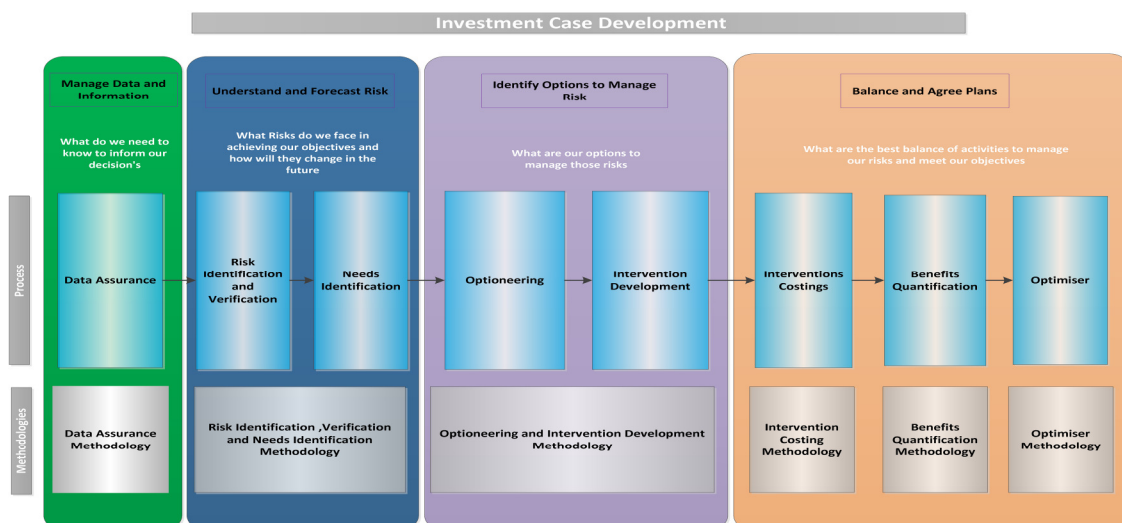 Investment Case Development
Manage Data and
Information
What do we need to
know to inform our
decision's
Understand and Forecast Risk
What Risks do we face in
achieving our objectives and
how will they change in the
future
Identify Options to Manage
Risk
What are our options to
manage those risks
Balance and Agree Plans
What are the best balance of activities to manage
our risks and meet our objectives
Process
Data Assurance
Risk
Identification
and
Verification
Needs
Identification
Optioneering
Intervention
Development
Interventions
Costings
Benefits
Quantification
Optimiser
Methodologies
Data Assurance
Methodology
Risk Identification ,Verification
and Needs Identification
Methodology
Optioneering and Intervention Development
Methodology
Intervention
Costing
Methodology
Benefits
Quantification
Methodology
Optimiser
Methodology